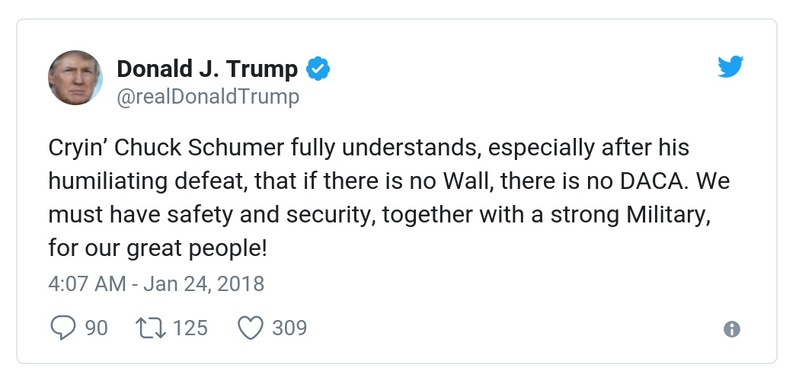 Donald J. Trump
@realDonaldTrump
Cryin’ Chuck Schumer fully understands, especially after his
humiliating defeat, that if there is no Wall, there is no DACA. We
must have safety and security, together with a strong Military,
for our great people!
4:07 AM - Jan 24, 2018
90 125 309